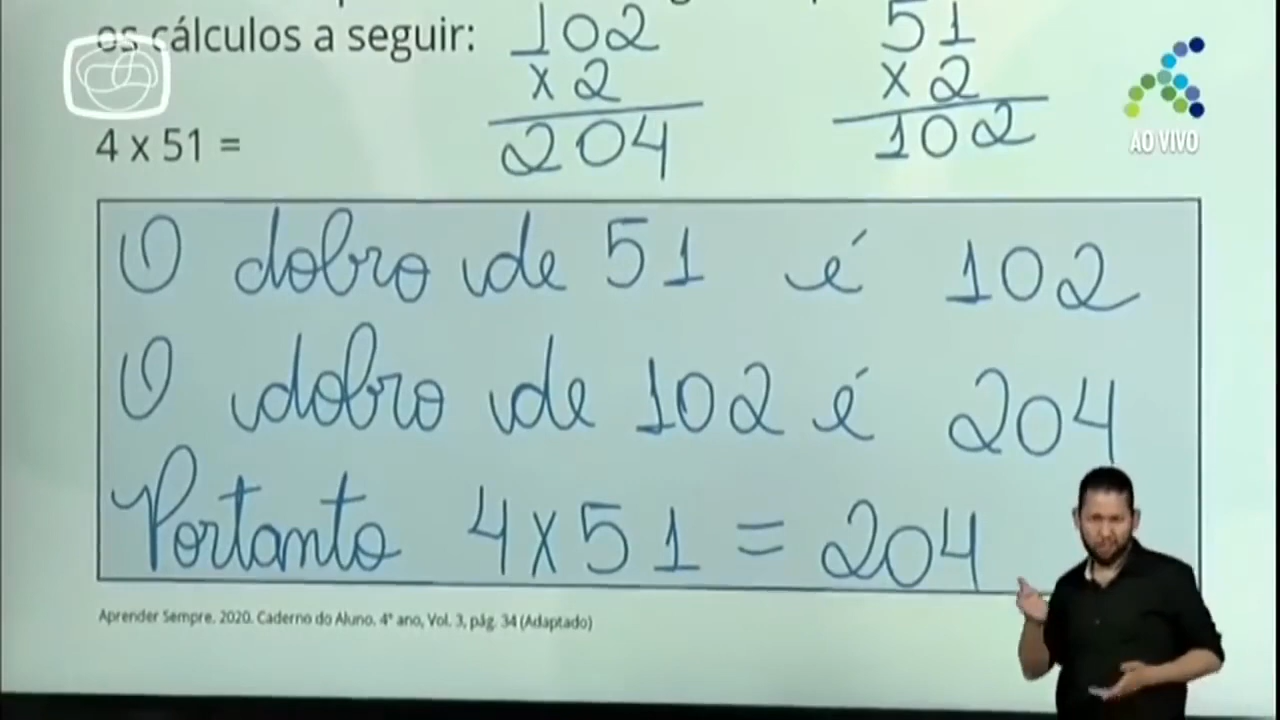 os cálculos a seguir:
102
x 2
204
51
x 2
102
4 x 51 =
AO VIVO
O dobro de 51 é 102
O dobro de 102 é 204
Portanto 4 x 51 = 204
Aprender Sempre. 2020. Caderno do Aluno. 4º ano, Vol. 3, pág. 34 (Adaptado)